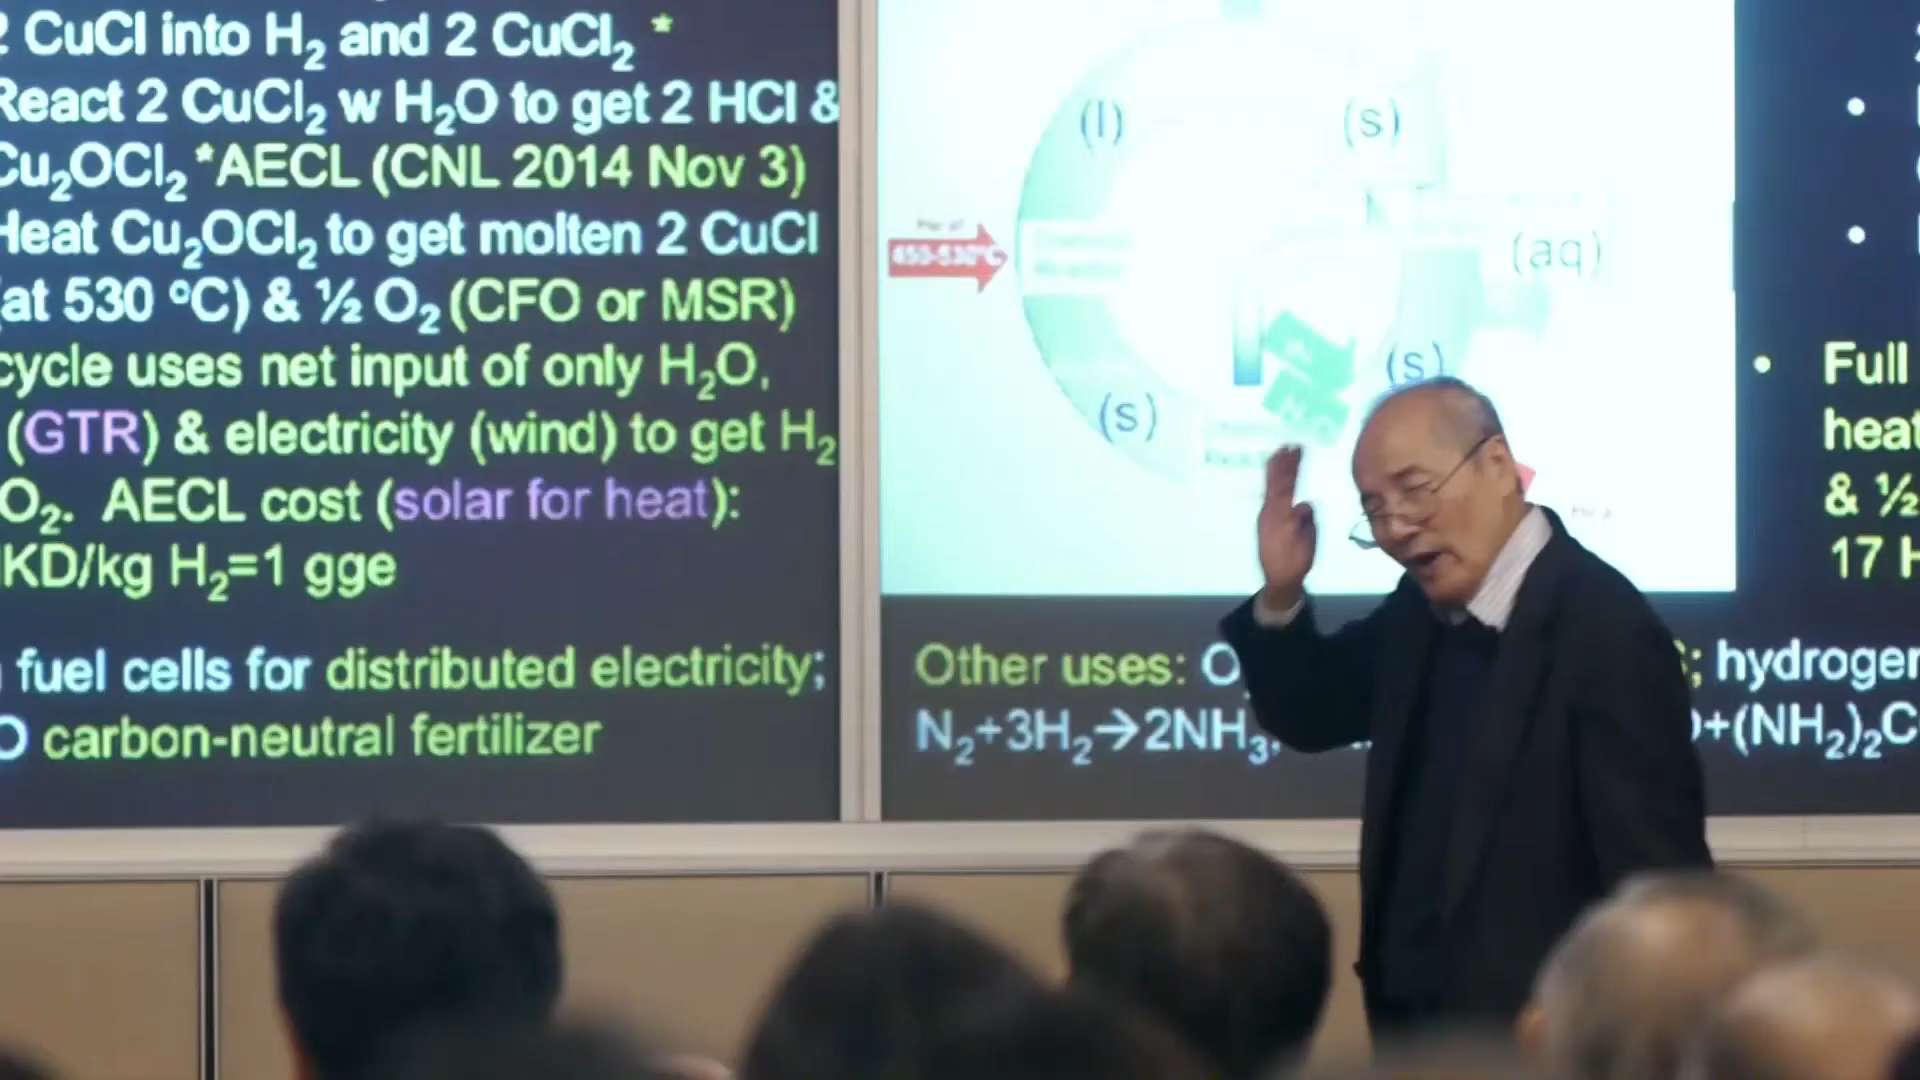 2 CuCl into H₂ and 2 CuCl₂ *
React 2 CuCl₂ w H₂O to get 2 HCl &
Cu₂OCl₂ *AECL (CNL 2014 Nov 3)
Heat Cu₂OCl₂ to get molten 2 CuCl
(at 530 °C) & ½ O₂ (CFO or MSR)
cycle uses net input of only H₂O,
(GTR) & electricity (wind) to get H₂
O₂. AECL cost (solar for heat):
HKD/kg H₂=1 gge
fuel cells for distributed electricity;
O carbon-neutral fertilizer
(l)
(s)
450-530°C
(aq)
(s)
(s)
Other uses: O
; hydrogen
N₂+3H₂→2NH₃,
+(NH₂)₂C
• Full
heat
& ½
17 H